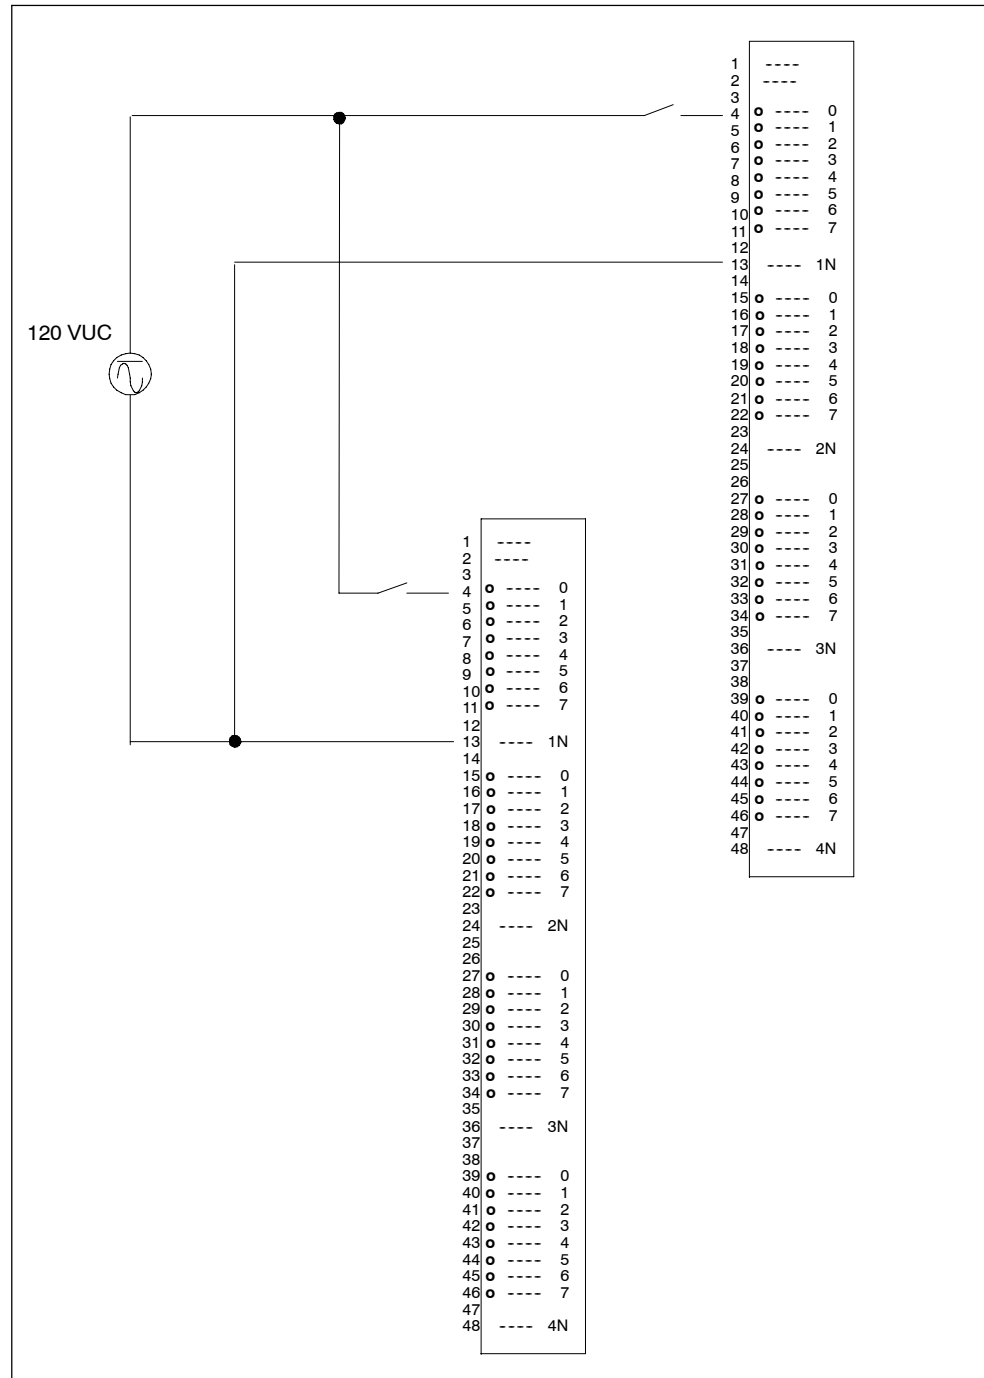 1 ----
2 ----
3
4 o ---- 0
5 o ---- 1
6 o ---- 2
7 o ---- 3
8 o ---- 4
9 o ---- 5
10 o ---- 6
11 o ---- 7
12
13 ---- 1N
14
15 o ---- 0
16 o ---- 1
17 o ---- 2
18 o ---- 3
19 o ---- 4
20 o ---- 5
21 o ---- 6
22 o ---- 7
23
24 ---- 2N
25
26
27 o ---- 0
28 o ---- 1
29 o ---- 2
30 o ---- 3
31 o ---- 4
32 o ---- 5
33 o ---- 6
34 o ---- 7
35
36 ---- 3N
37
38
39 o ---- 0
40 o ---- 1
41 o ---- 2
42 o ---- 3
43 o ---- 4
44 o ---- 5
45 o ---- 6
46 o ---- 7
47
48 ---- 4N
120 VUC
1 ----
2 ----
3
4 o ---- 0
5 o ---- 1
6 o ---- 2
7 o ---- 3
8 o ---- 4
9 o ---- 5
10 o ---- 6
11 o ---- 7
12
13 ---- 1N
14
15 o ---- 0
16 o ---- 1
17 o ---- 2
18 o ---- 3
19 o ---- 4
20 o ---- 5
21 o ---- 6
22 o ---- 7
23
24 ---- 2N
25
26
27 o ---- 0
28 o ---- 1
29 o ---- 2
30 o ---- 3
31 o ---- 4
32 o ---- 5
33 o ---- 6
34 o ---- 7
35
36 ---- 3N
37
38
39 o ---- 0
40 o ---- 1
41 o ---- 2
42 o ---- 3
43 o ---- 4
44 o ---- 5
45 o ---- 6
46 o ---- 7
47
48 ---- 4N